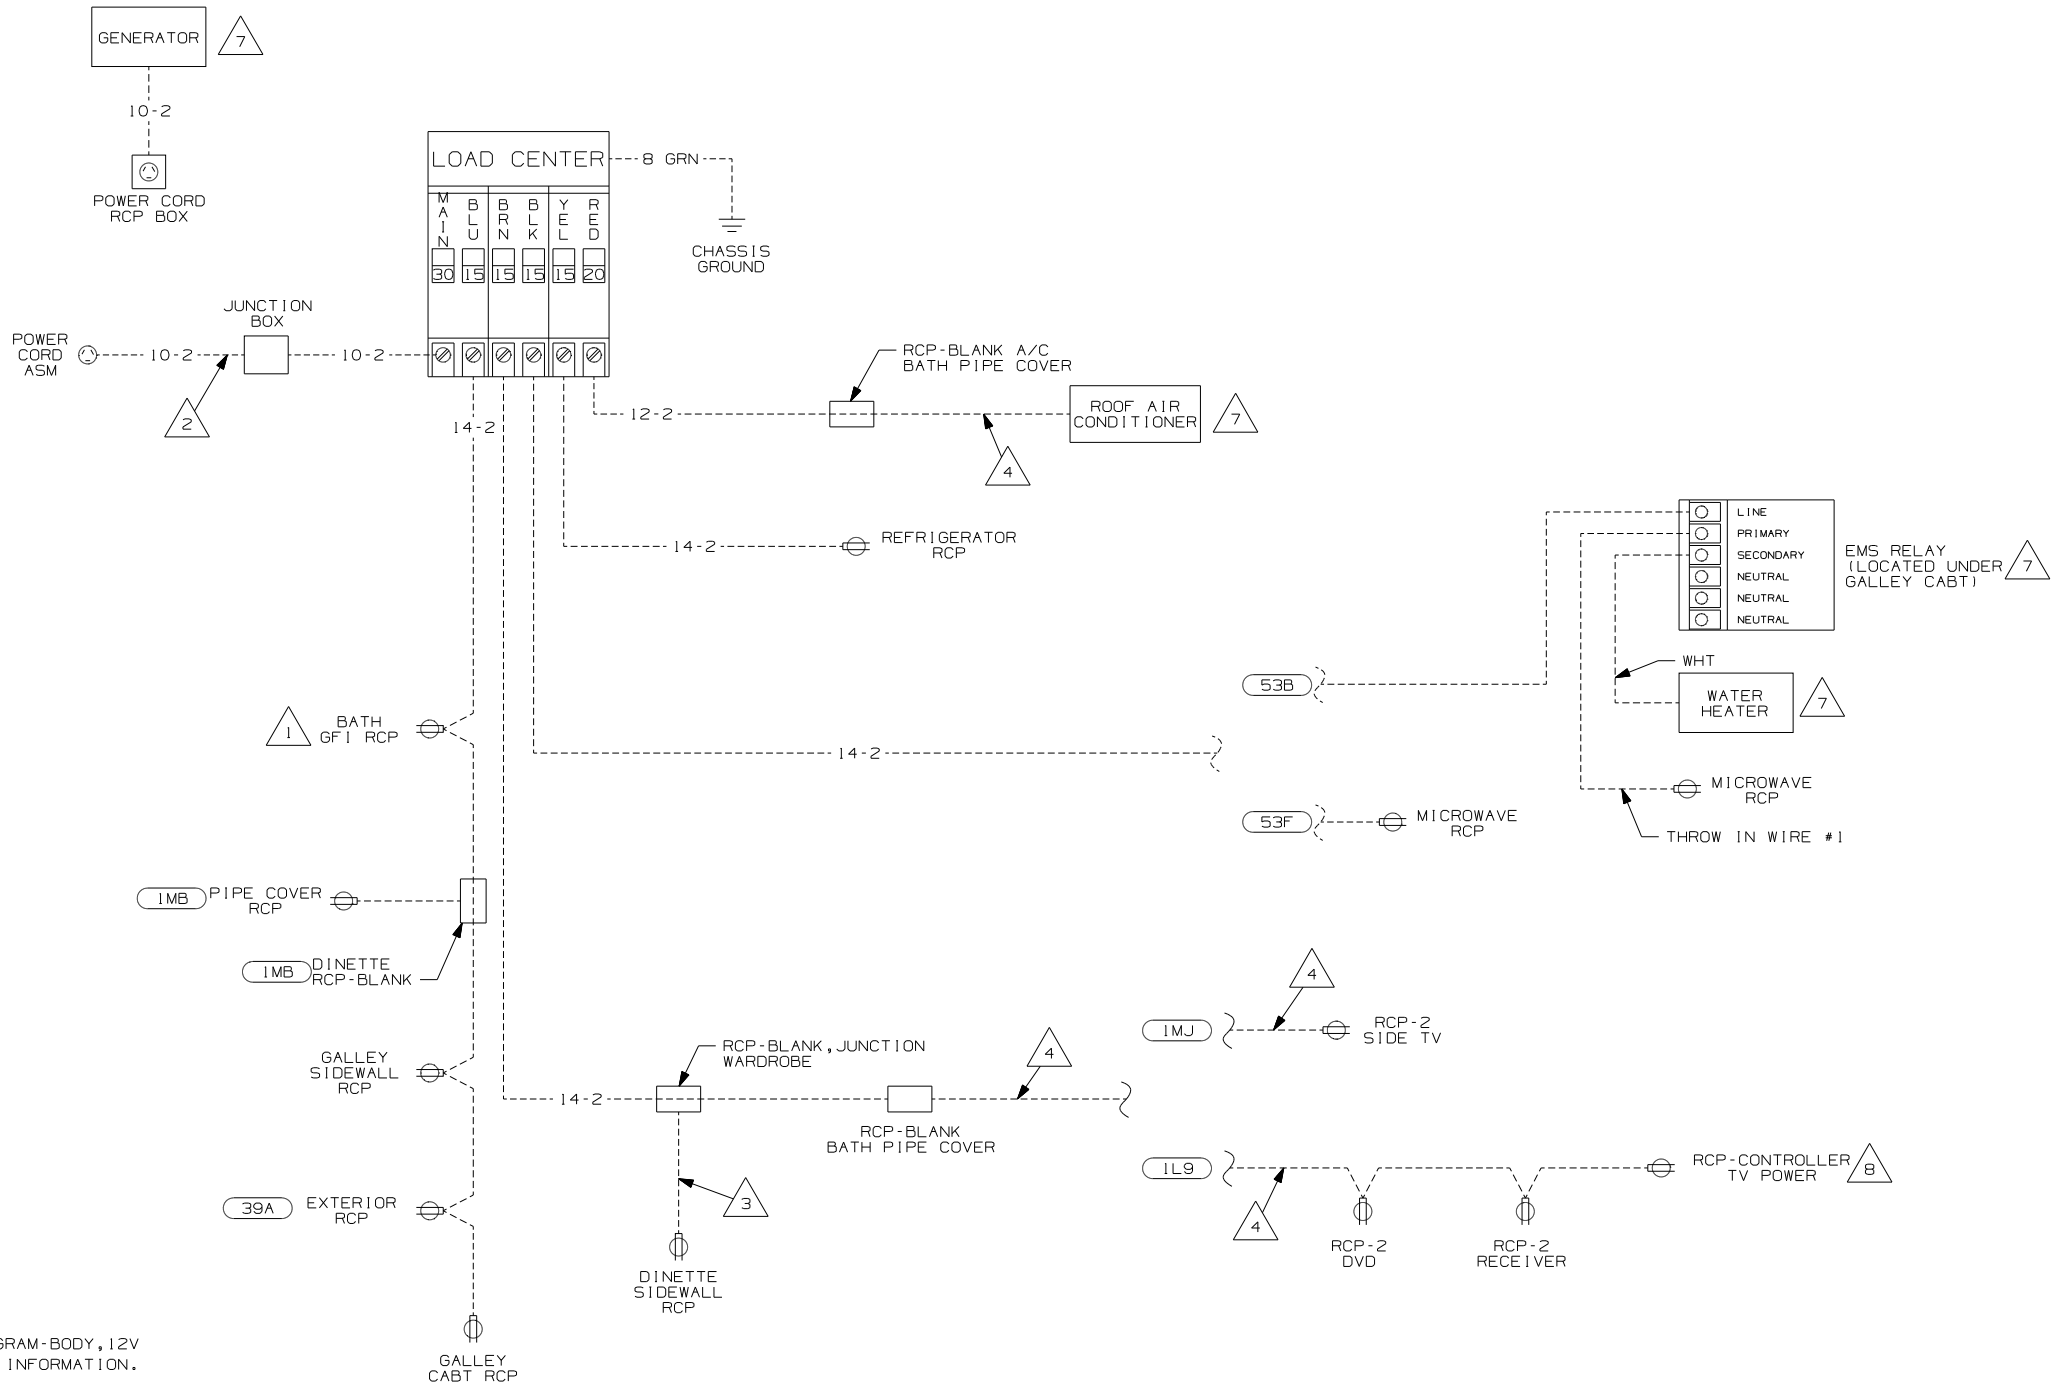 GENERATOR
7
10-2
POWER CORD
RCP BOX
LOAD CENTER
8 GRN
CHASSIS
GROUND
MAIN
BLU
BRN
BLK
YEL
RED
30
15
15
15
15
20
JUNCTION
BOX
POWER
CORD
ASM
10-2
10-2
2
14-2
12-2
RCP-BLANK A/C
BATH PIPE COVER
ROOF AIR
CONDITIONER
7
4
14-2
REFRIGERATOR
RCP
LINE
PRIMARY
SECONDARY
NEUTRAL
NEUTRAL
NEUTRAL
EMS RELAY
(LOCATED UNDER
GALLEY CABT)
7
WHT
WATER
HEATER
7
53B
1
BATH
GFI RCP
14-2
MICROWAVE
RCP
53F
MICROWAVE
RCP
THROW IN WIRE #1
1MB
PIPE COVER
RCP
1MB
DINETTE
RCP-BLANK
4
1MJ
RCP-2
SIDE TV
GALLEY
SIDEWALL
RCP
RCP-BLANK,JUNCTION
WARDROBE
4
14-2
RCP-BLANK
BATH PIPE COVER
1L9
RCP-CONTROLLER
TV POWER
8
39A
EXTERIOR
RCP
3
4
RCP-2
DVD
RCP-2
RECEIVER
DINETTE
SIDEWALL
RCP
GRAM-BODY,12V
INFORMATION.
GALLEY
CABT RCP